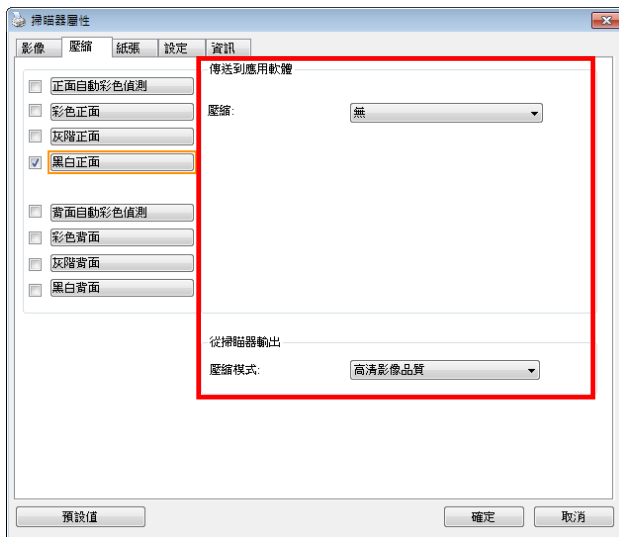 掃瞄器屬性
影像 壓縮 紙張 設定 資訊
正面自動彩色偵測
彩色正面
灰階正面
黑白正面
背面自動彩色偵測
彩色背面
灰階背面
黑白背面
傳送到應用軟體
壓縮: 無
從掃瞄器輸出
壓縮模式: 高清影像品質
預設值 確定 取消